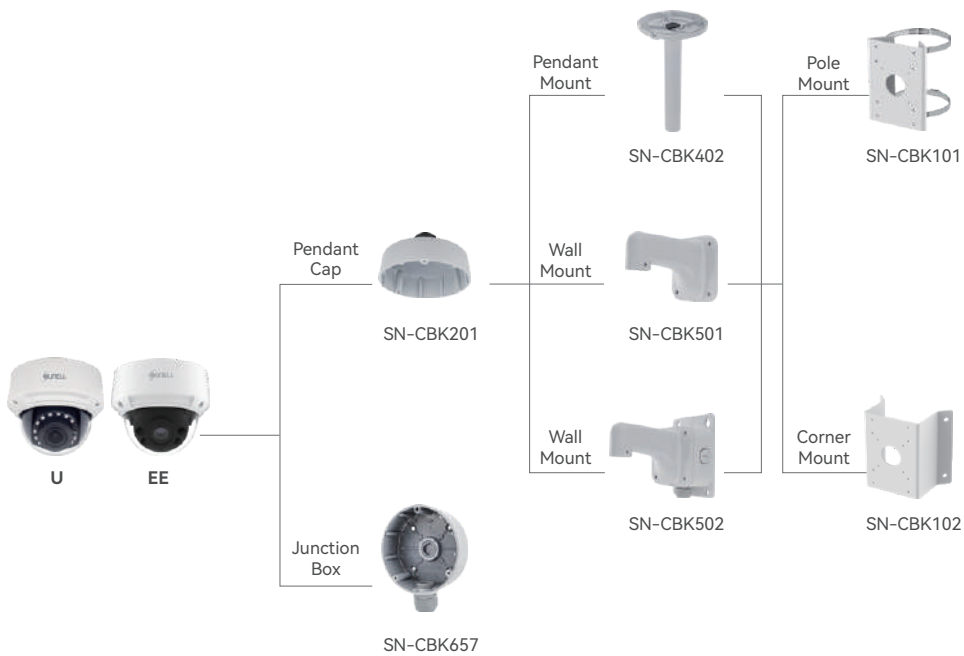 Pendant
Mount
SN-CBK402
Pole
Mount
SN-CBK101
Pendant
Cap
SN-CBK201
Wall
Mount
SN-CBK501
U
EE
Wall
Mount
SN-CBK502
Corner
Mount
SN-CBK102
Junction
Box
SN-CBK657